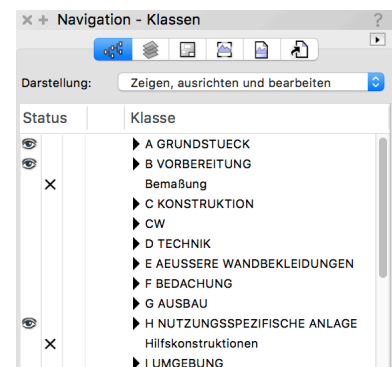 Navigation - Klassen
?
Darstellung: Zeigen, ausrichten und bearbeiten
Status Klasse
A GRUNDSTUECK
B VORBEREITUNG
Bemaßung
C KONSTRUKTION
CW
D TECHNIK
E AEUSSERE WANDBEKLEIDUNGEN
F BEDACHUNG
G AUSBAU
H NUTZUNGSSPEZIFISCHE ANLAGE
Hilfskonstruktionen
I UMGEBUNG